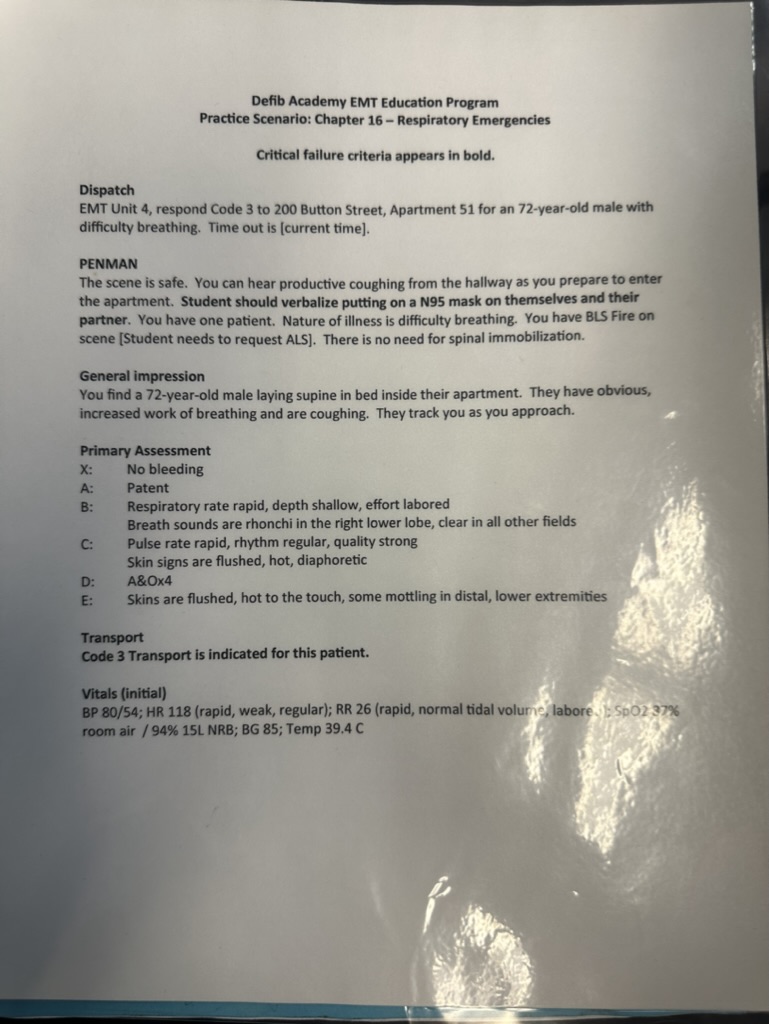 Defib Academy EMT Education Program
Practice Scenario: Chapter 16 – Respiratory Emergencies
Critical failure criteria appears in bold.
Dispatch
EMT Unit 4, respond Code 3 to 200 Button Street, Apartment 51 for an 72-year-old male with
difficulty breathing. Time out is [current time].
PENMAN
The scene is safe. You can hear productive coughing from the hallway as you prepare to enter
the apartment. Student should verbalize putting on a N95 mask on themselves and their
partner. You have one patient. Nature of illness is difficulty breathing. You have BLS Fire on
scene [Student needs to request ALS]. There is no need for spinal immobilization.
General impression
You find a 72-year-old male laying supine in bed inside their apartment. They have obvious,
increased work of breathing and are coughing. They track you as you approach.
Primary Assessment
X: No bleeding
A: Patent
B: Respiratory rate rapid, depth shallow, effort labored
Breath sounds are rhonchi in the right lower lobe, clear in all other fields
C: Pulse rate rapid, rhythm regular, quality strong
Skin signs are flushed, hot, diaphoretic
D: A&Ox4
E: Skins are flushed, hot to the touch, some mottling in distal, lower extremities
Transport
Code 3 Transport is indicated for this patient.
Vitals (initial)
BP 80/54; HR 118 (rapid, weak, regular); RR 26 (rapid, normal tidal volume, labored); SpO2
room air / 94% 15L NRB; BG 85; Temp 39.4 C